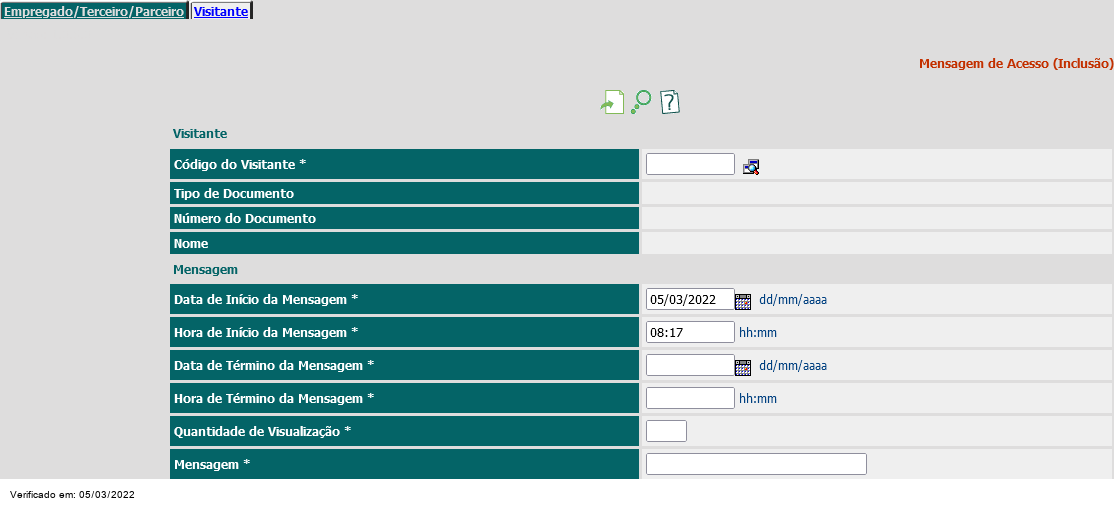 Empregado/Terceiro/Parceiro Visitante
Mensagem de Acesso (Inclusão)
?
Visitante
Código do Visitante *
Tipo de Documento
Número do Documento
Nome
Mensagem
Data de Início da Mensagem * 05/03/2022 dd/mm/aaaa
Hora de Início da Mensagem * 08:17 hh:mm
Data de Término da Mensagem * dd/mm/aaaa
Hora de Término da Mensagem * hh:mm
Quantidade de Visualização *
Mensagem *
Verificado em: 05/03/2022